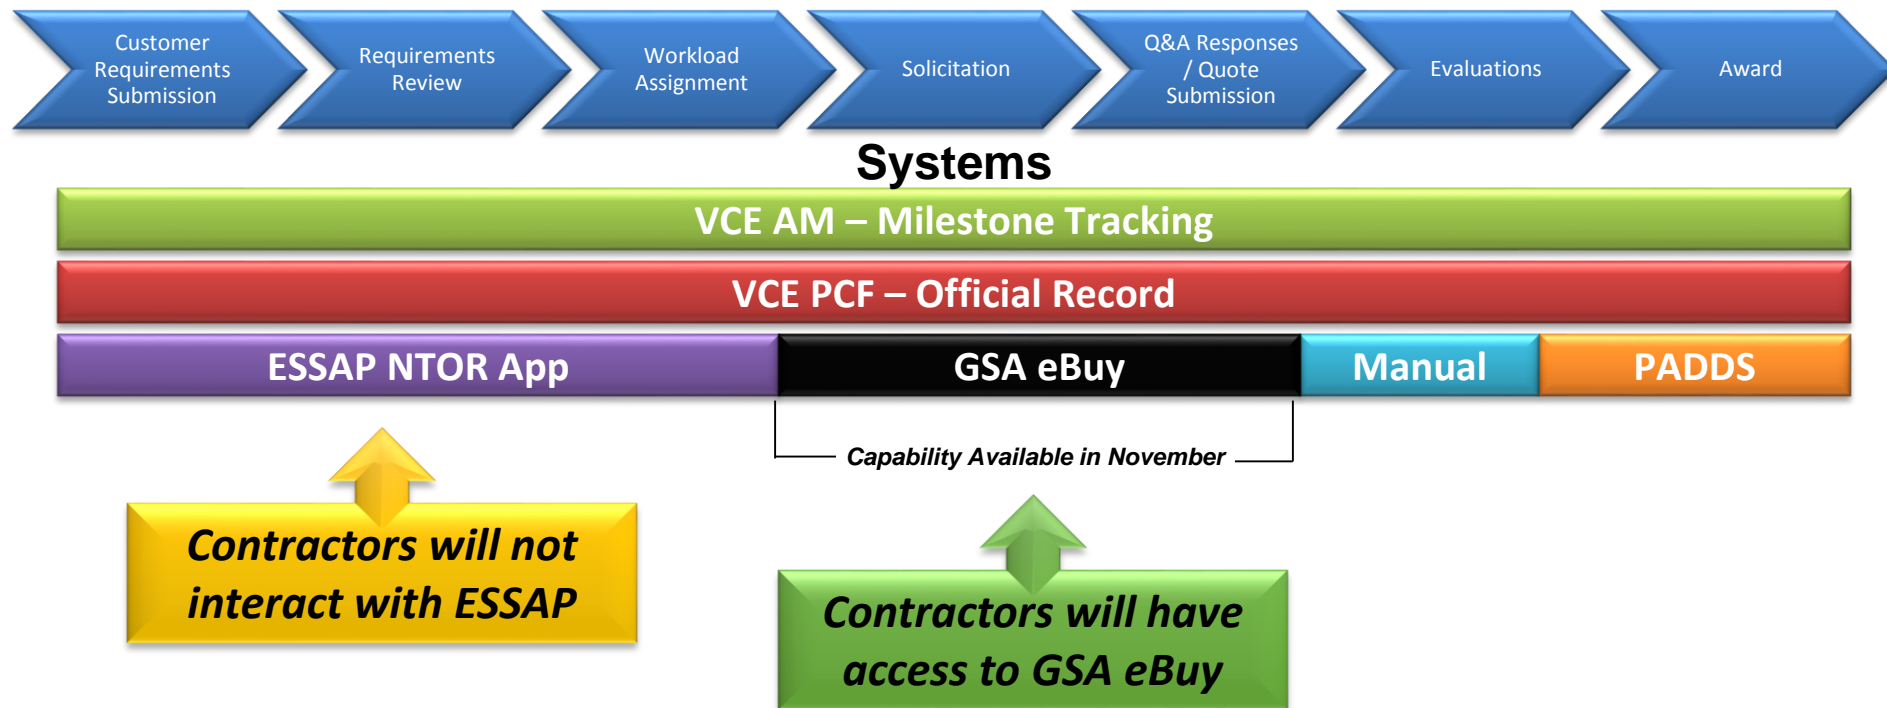 Customer
Requirements
Submission
Requirements
Review
Workload
Assignment
Solicitation
Q&A Responses
/ Quote
Submission
Evaluations
Award
Systems
VCE AM – Milestone Tracking
VCE PCF – Official Record
ESSAP NTOR App
GSA eBuy
Manual
PADDS
Capability Available in November
Contractors will not
interact with ESSAP
Contractors will have
access to GSA eBuy